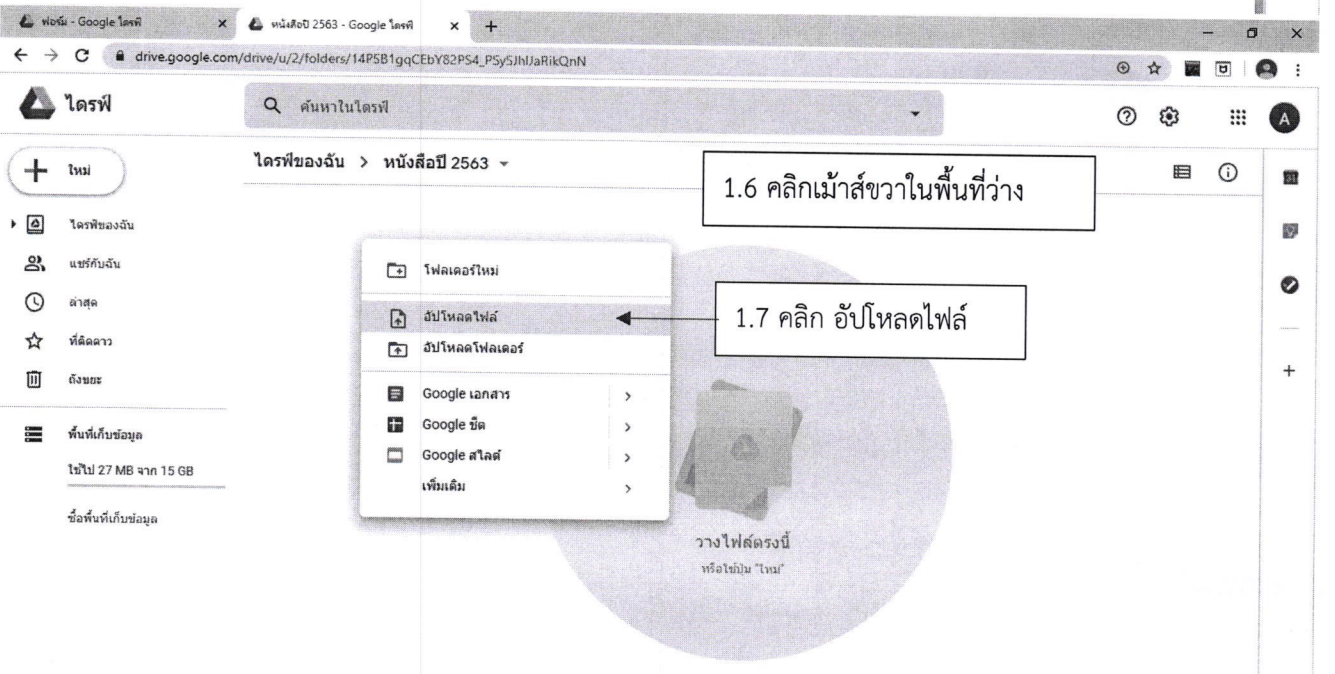 ฟอร์ม - Google ไดรฟ์
หนังสือปี 2563 - Google ไดรฟ์
drive.google.com/drive/u/2/folders/14PSB1gqCEbY82PS4_PSySJhIJaRikQnN
ไดรฟ์
ค้นหาในไดรฟ์
A
ใหม่
ไดรฟ์ของฉัน > หนังสือปี 2563
1.6 คลิกเม้าส์ขวาในพื้นที่ว่าง
31
ไดรฟ์ของฉัน
แชร์กับฉัน
ล่าสุด
ที่ติดดาว
ถังขยะ
พื้นที่เก็บข้อมูล
ใช้ไป 27 MB จาก 15 GB
ซื้อพื้นที่เก็บข้อมูล
โฟลเดอร์ใหม่
อัปโหลดไฟล์
1.7 คลิก อัปโหลดไฟล์
อัปโหลดโฟลเดอร์
Google เอกสาร
Google ชีต
Google สไลด์
เพิ่มเติม
วางไฟล์ตรงนี้
หรือใช้ปุ่ม "ใหม่"